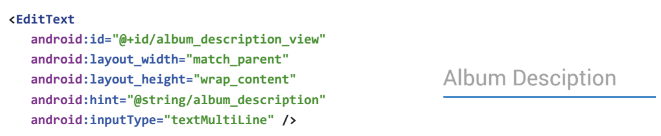 <EditText
android:id="@+id/album_description_view"
android:layout_width="match_parent"
android:layout_height="wrap_content"
android:hint="@string/album_description"
android:inputType="textMultiLine" />
Album Desciption